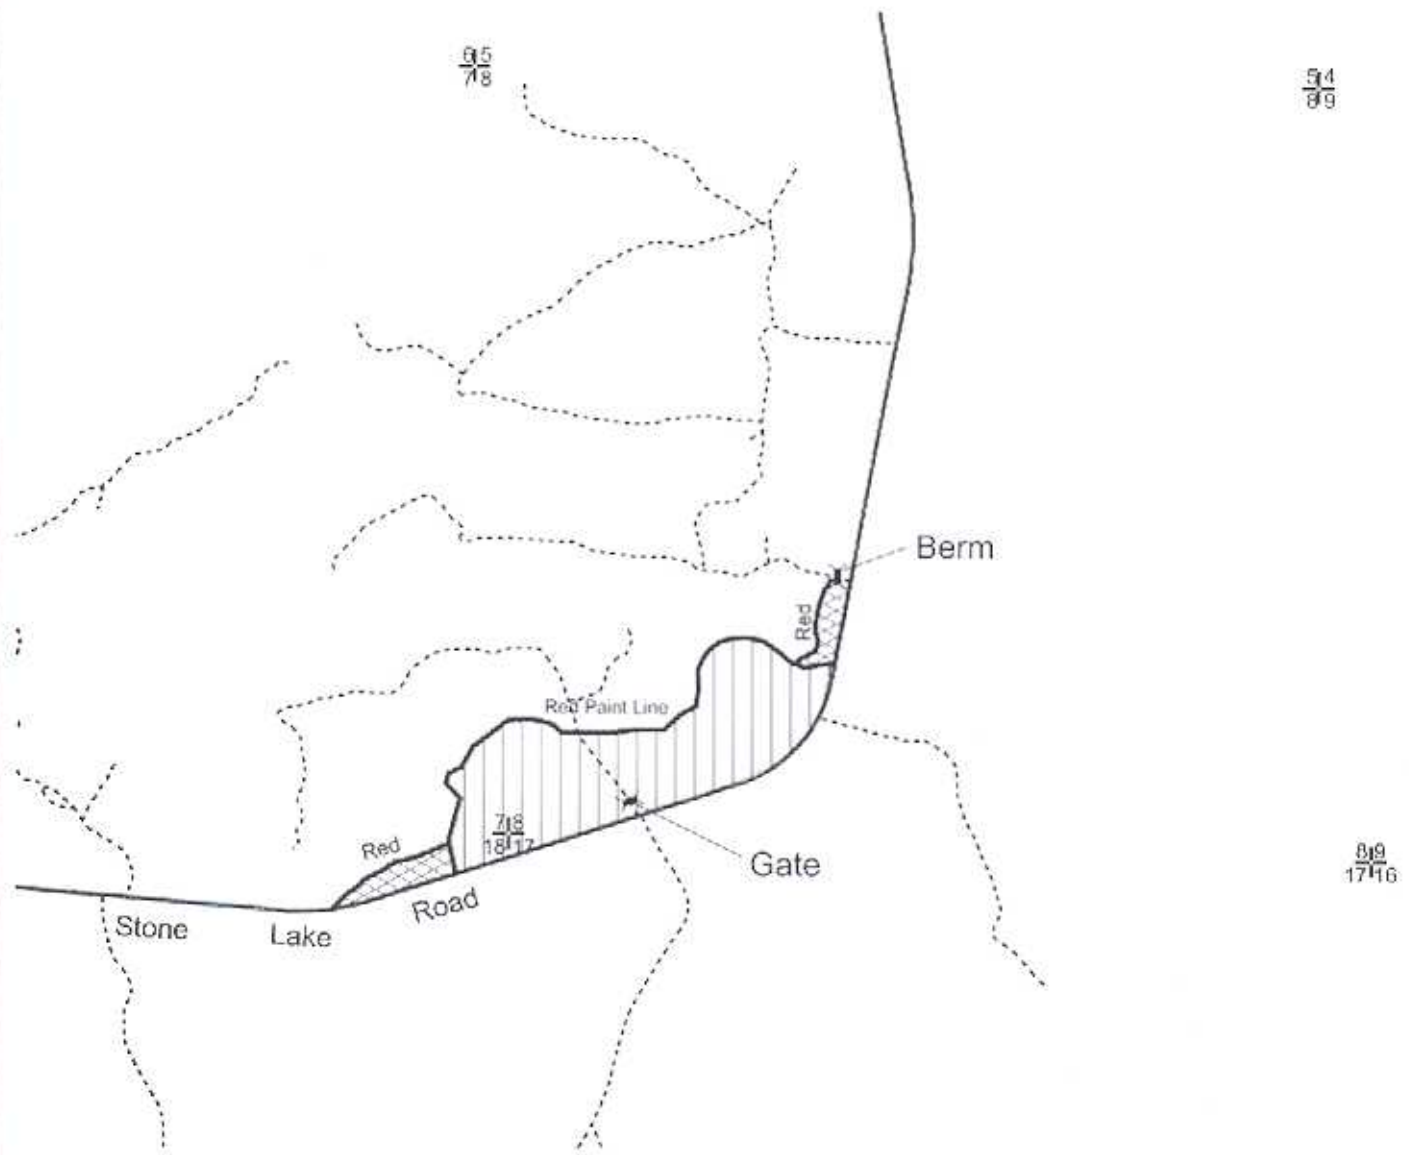 6|5
7|8
5|4
8|9
Berm
Red
Red Paint Line
7|8
18|17
Red
Gate
8|9
17|16
Stone Lake Road